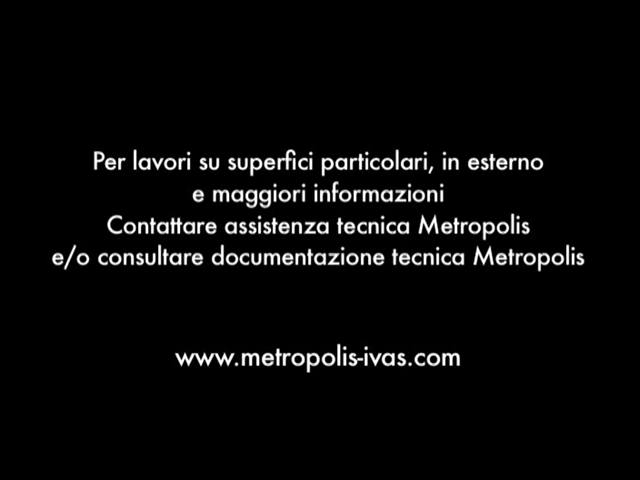 Per lavori su superfici particolari, in esterno
e maggiori informazioni
Contattare assistenza tecnica Metropolis
e/o consultare documentazione tecnica Metropolis
www.metropolis-ivas.com